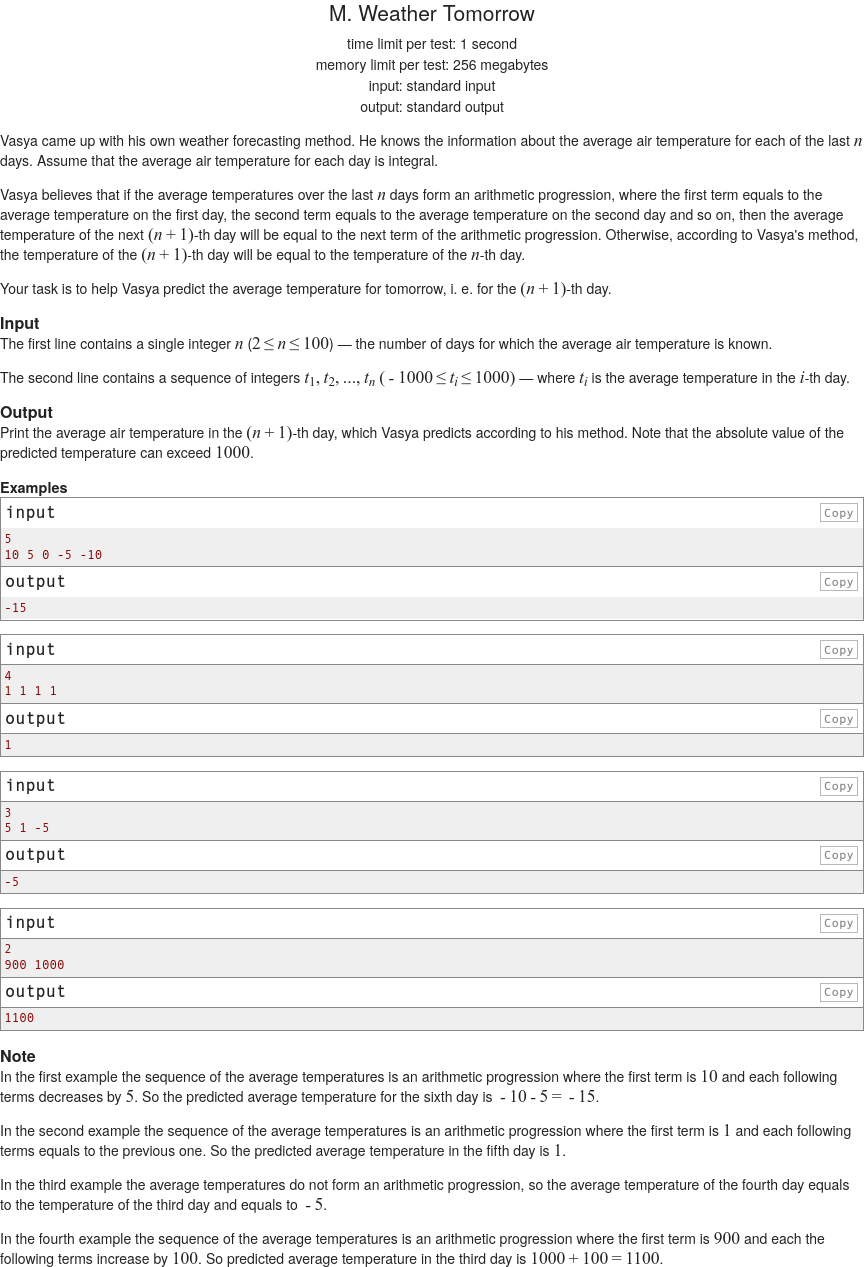 M. Weather Tomorrow
time limit per test: 1 second
memory limit per test: 256 megabytes
input: standard input
output: standard output
Vasya came up with his own weather forecasting method. He knows the information about the average air temperature for each of the last n
days. Assume that the average air temperature for each day is integral.
Vasya believes that if the average temperatures over the last n days form an arithmetic progression, where the first term equals to the
average temperature on the first day, the second term equals to the average temperature on the second day and so on, then the average
temperature of the next (n + 1)-th day will be equal to the next term of the arithmetic progression. Otherwise, according to Vasya's method,
the temperature of the (n + 1)-th day will be equal to the temperature of the n-th day.
Your task is to help Vasya predict the average temperature for tomorrow, i. e. for the (n + 1)-th day.
Input
The first line contains a single integer n (2 ≤ n ≤ 100) — the number of days for which the average air temperature is known.
The second line contains a sequence of integers t1, t2, ..., tn ( - 1000 ≤ ti ≤ 1000) — where ti is the average temperature in the i-th day.
Output
Print the average air temperature in the (n + 1)-th day, which Vasya predicts according to his method. Note that the absolute value of the
predicted temperature can exceed 1000.
Examples
input Copy
5
10 5 0 -5 -10
output Copy
-15
input Copy
4
1 1 1 1
output Copy
1
input Copy
3
5 1 -5
output Copy
-5
input Copy
2
900 1000
output Copy
1100
Note
In the first example the sequence of the average temperatures is an arithmetic progression where the first term is 10 and each following
terms decreases by 5. So the predicted average temperature for the sixth day is - 10 - 5 = - 15.
In the second example the sequence of the average temperatures is an arithmetic progression where the first term is 1 and each following
terms equals to the previous one. So the predicted average temperature in the fifth day is 1.
In the third example the average temperatures do not form an arithmetic progression, so the average temperature of the fourth day equals
to the temperature of the third day and equals to - 5.
In the fourth example the sequence of the average temperatures is an arithmetic progression where the first term is 900 and each the
following terms increase by 100. So predicted average temperature in the third day is 1000 + 100 = 1100.